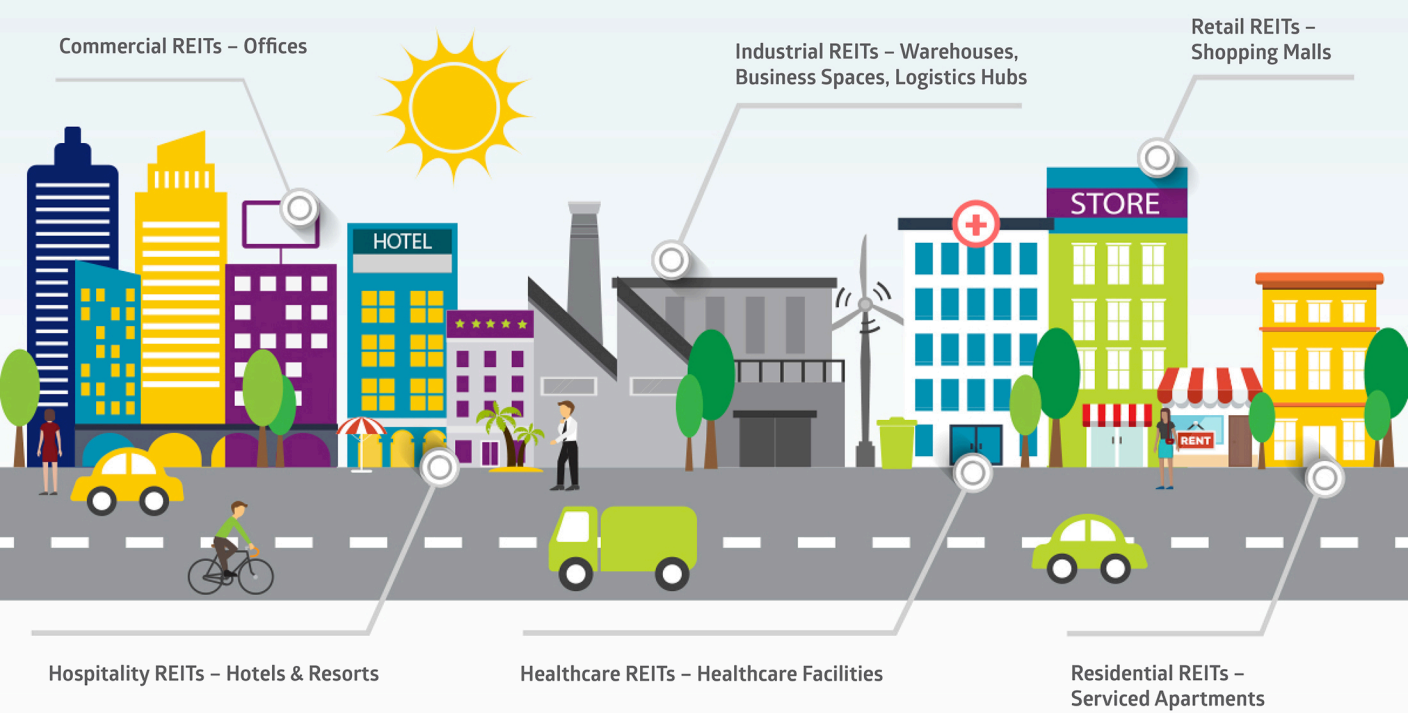 Commercial REITs – Offices
Industrial REITs – Warehouses,
Business Spaces, Logistics Hubs
Retail REITs –
Shopping Malls
STORE
HOTEL
RENT
Hospitality REITs – Hotels & Resorts
Healthcare REITs – Healthcare Facilities
Residential REITs –
Serviced Apartments